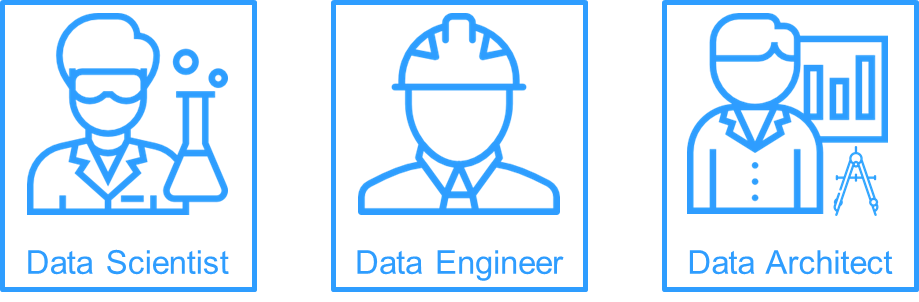 Data Scientist
Data Engineer
Data Architect